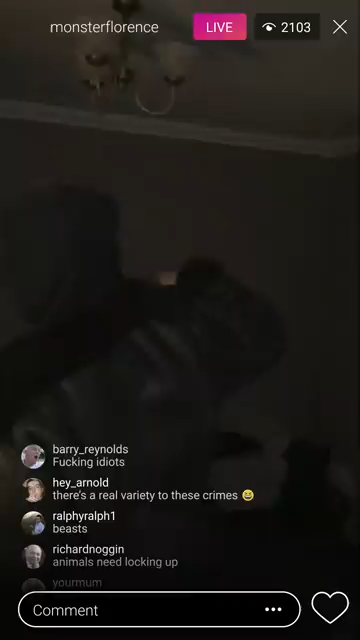 monsterflorence
LIVE
2103
barry_reynolds
Fucking idiots
hey_arnold
there's a real variety to these crimes 😆
ralphyralph1
beasts
richardnoggin
animals need locking up
yourmum
Comment